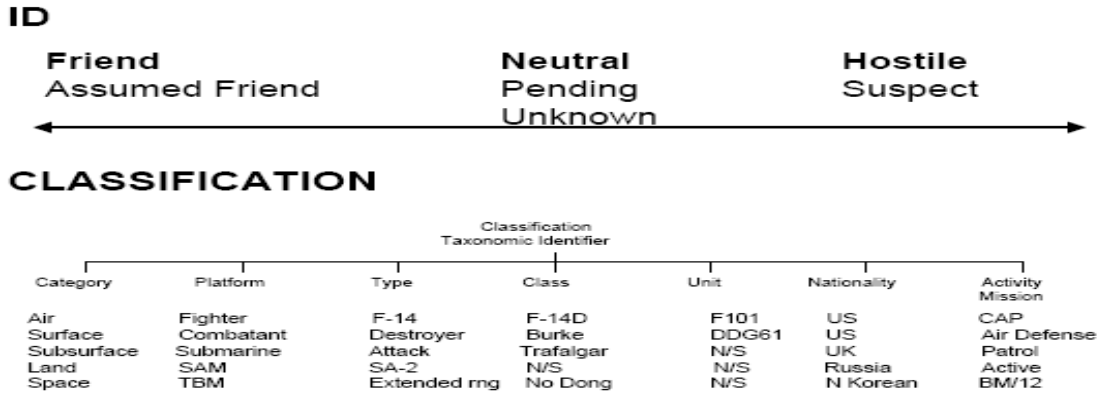 ID
Friend Neutral Hostile
Assumed Friend Pending Suspect
Unknown
CLASSIFICATION
Classification
Taxonomic Identifier
Category Platform Type Class Unit Nationality Activity
Mission
Air Fighter F-14 F-14D F101 US CAP
Surface Combatant Destroyer Burke DDG61 US Air Defense
Subsurface Submarine Attack Trafalgar N/S UK Patrol
Land SAM SA-2 N/S N/S Russia Active
Space TBM Extended rng No Dong N/S N Korean BM/12